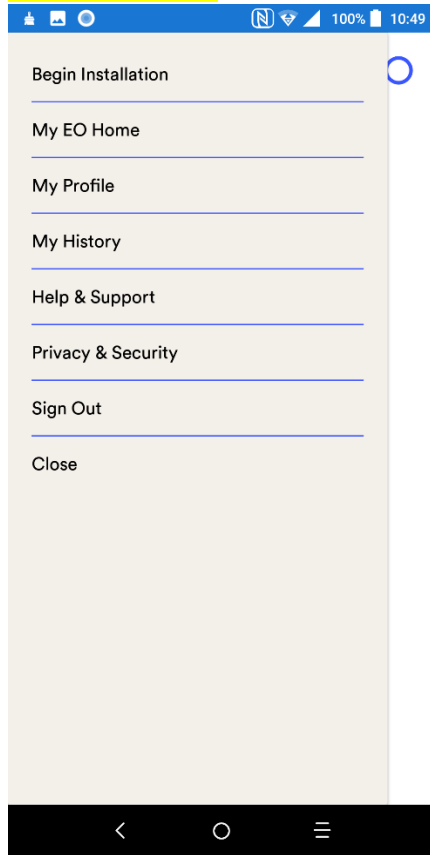 100% 10:49
Begin Installation
My EO Home
My Profile
My History
Help & Support
Privacy & Security
Sign Out
Close